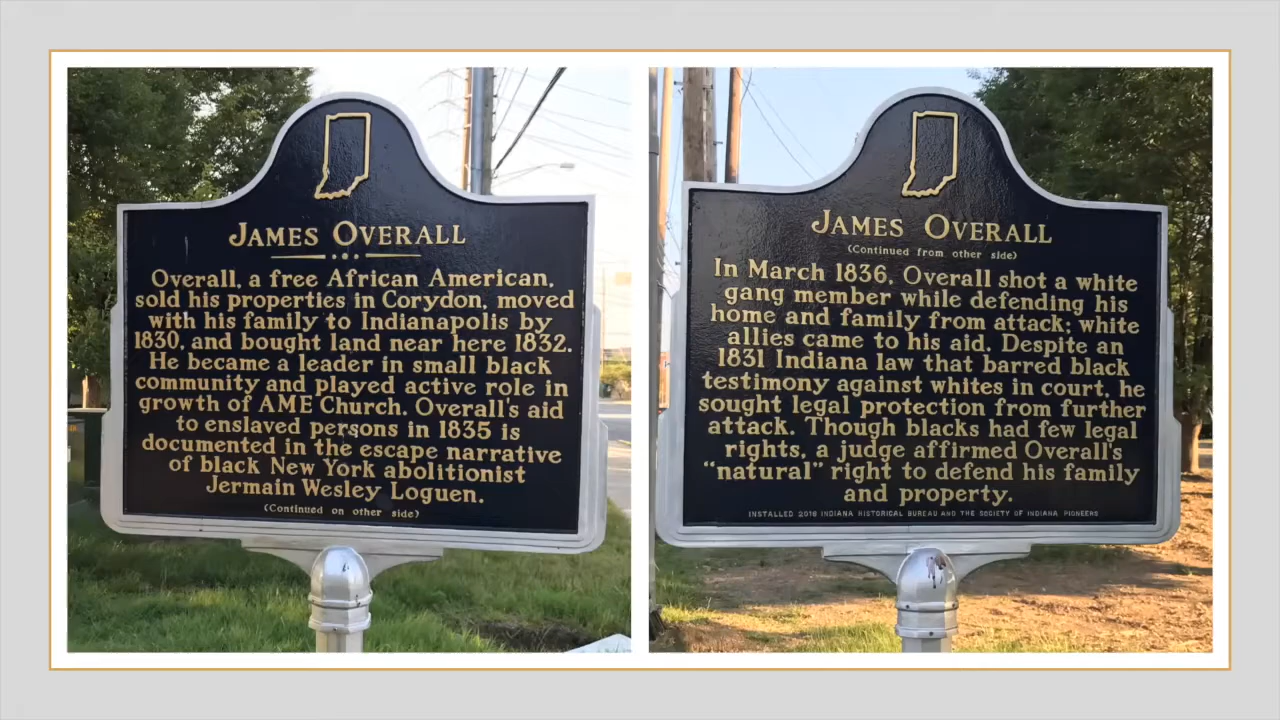 JAMES OVERALL
Overall, a free African American,
sold his properties in Corydon, moved
with his family to Indianapolis by
1830, and bought land near here 1832.
He became a leader in small black
community and played active role in
growth of AME Church. Overall's aid
to enslaved persons in 1835 is
documented in the escape narrative
of black New York abolitionist
Jermain Wesley Loguen.
(Continued on other side)
JAMES OVERALL
(Continued from other side)
In March 1836, Overall shot a white
gang member while defending his
home and family from attack; white
allies came to his aid. Despite an
1831 Indiana law that barred black
testimony against whites in court, he
sought legal protection from further
attack. Though blacks had few legal
rights, a judge affirmed Overall's
“natural” right to defend his family
and property.
INSTALLED 2016 INDIANA HISTORICAL BUREAU AND THE SOCIETY OF INDIANA PIONEERS